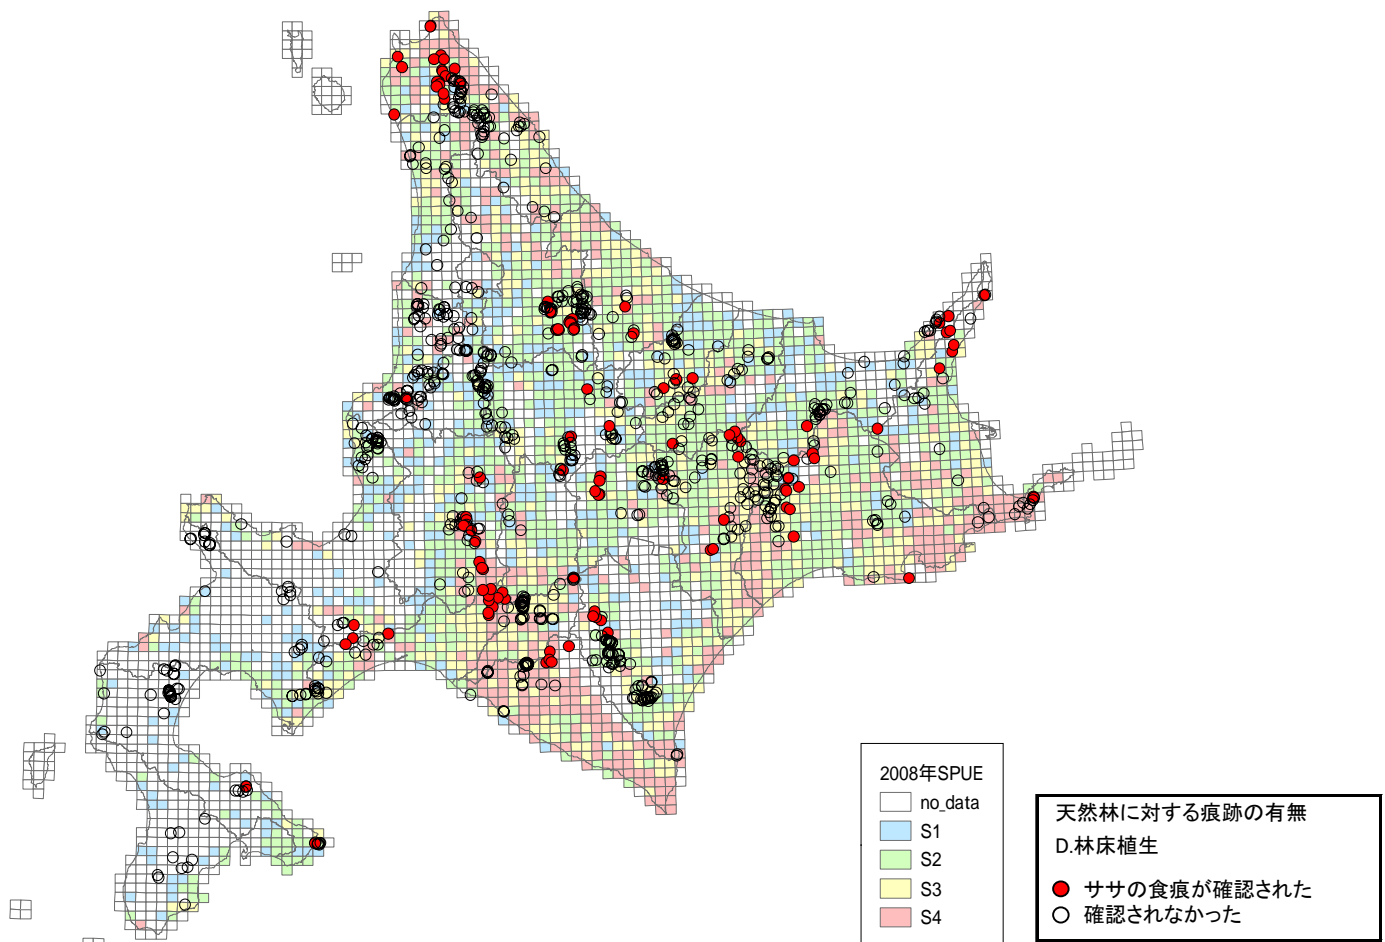 2008年SPUE
no_data
S1
S2
S3
S4
天然林に対する痕跡の有無
D.林床植生
ササの食痕が確認された
確認されなかった